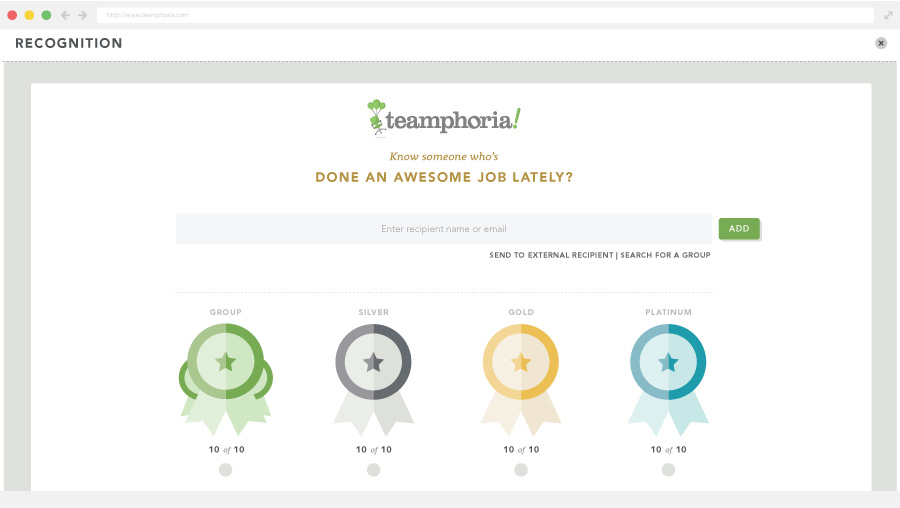 http://www.teamphoria.com
RECOGNITION
teamphoria!
Know someone who's
DONE AN AWESOME JOB LATELY?
Enter recipient name or email
ADD
SEND TO EXTERNAL RECIPIENT | SEARCH FOR A GROUP
GROUP SILVER GOLD PLATINUM
10 of 10 10 of 10 10 of 10 10 of 10